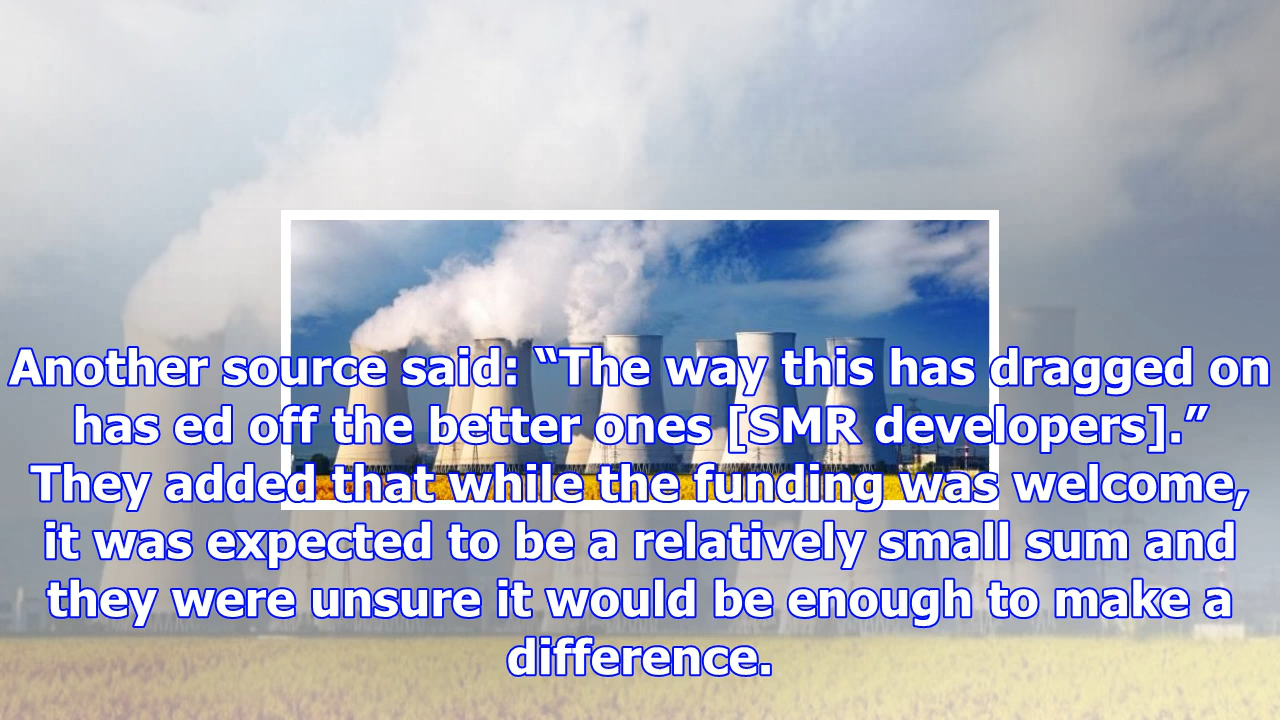 Another source said: “The way this has dragged on
has ed off the better ones [SMR developers].”
They added that while the funding was welcome,
it was expected to be a relatively small sum and
they were unsure it would be enough to make a
difference.